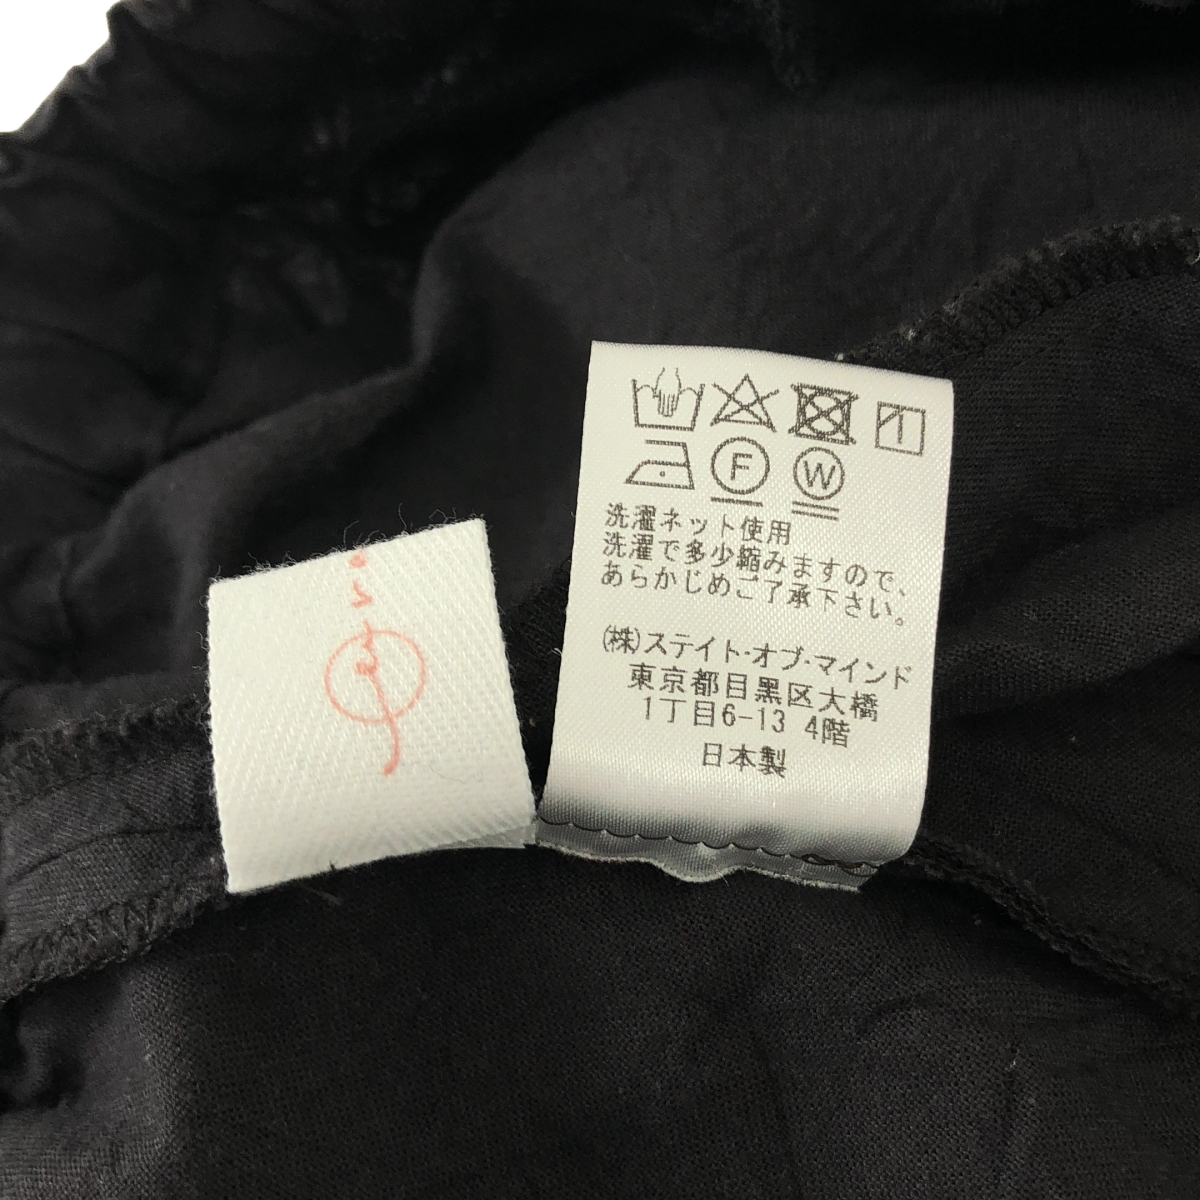 F W
洗濯ネット使用
洗濯で多少縮みますので、
あらかじめご了承下さい。
(株)ステイト・オブ・マインド
東京都目黒区大橋
1丁目6-13 4階
日本製